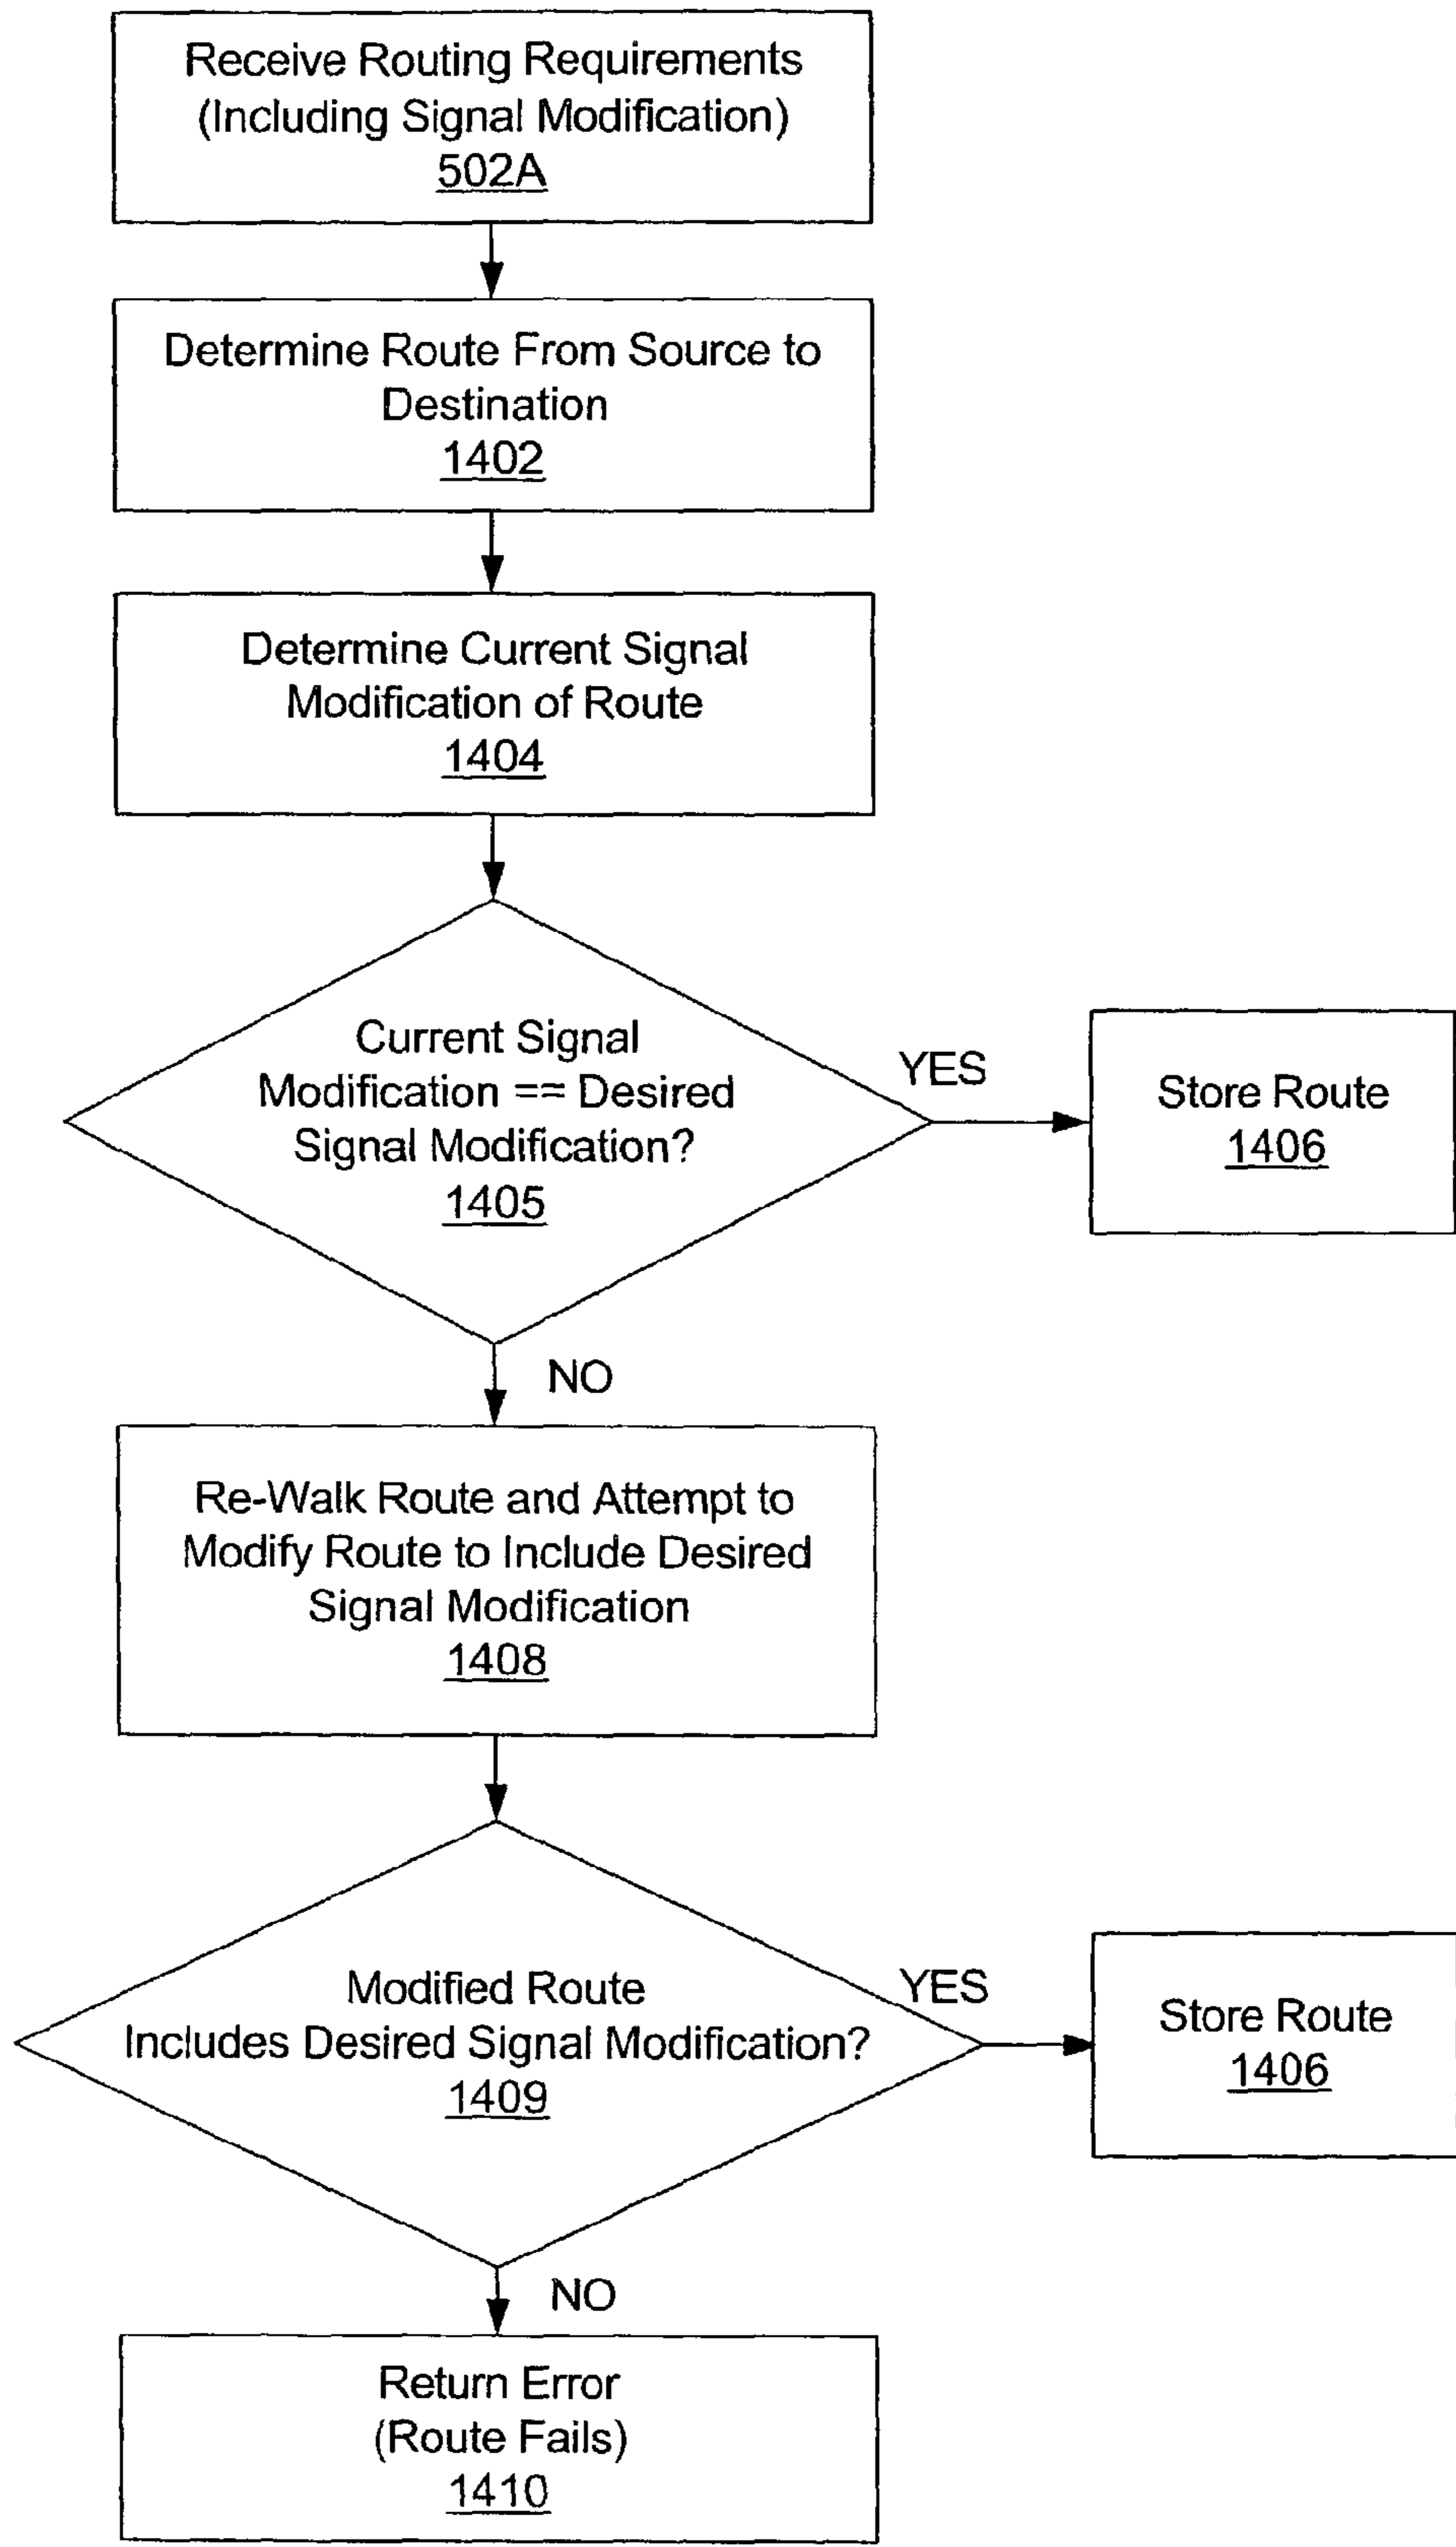 Receive Routing Requirements
(Including Signal Modification)
502A
Determine Route From Source to
Destination
1402
Determine Current Signal
Modification of Route
1404
Current Signal
Modification == Desired
Signal Modification?
1405
YES
Store Route
1406
NO
Re-Walk Route and Attempt to
Modify Route to Include Desired
Signal Modification
1408
Modified Route
Includes Desired Signal Modification?
1409
YES
Store Route
1406
NO
Return Error
(Route Fails)
1410